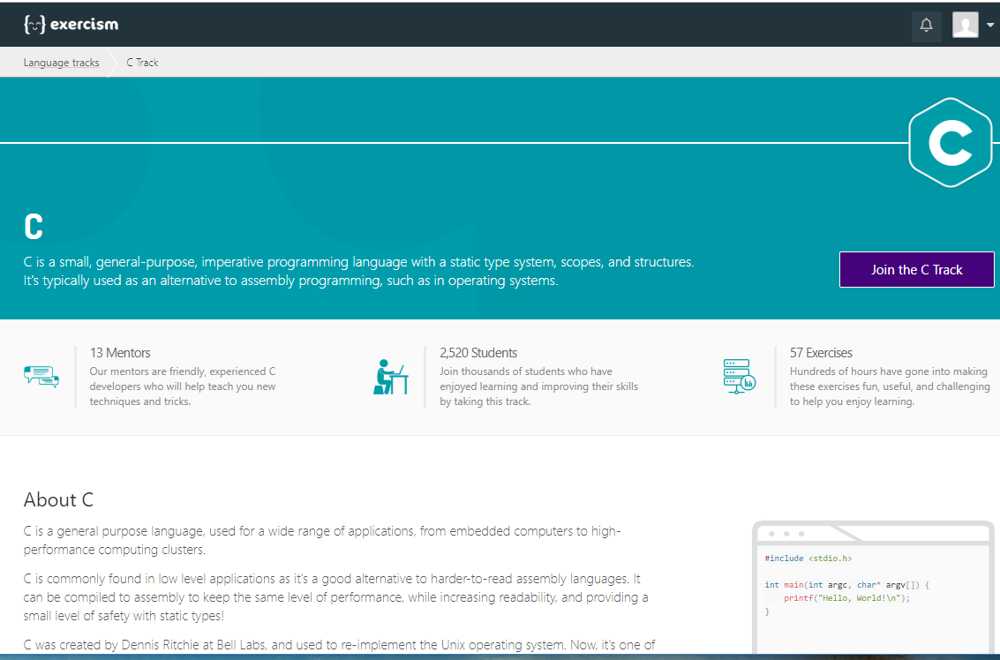 { } exercism
Language tracks
C Track
C
C
C is a small, general-purpose, imperative programming language with a static type system, scopes, and structures.
It's typically used as an alternative to assembly programming, such as in operating systems.
Join the C Track
13 Mentors
Our mentors are friendly, experienced C
developers who will help teach you new
techniques and tricks.
2,520 Students
Join thousands of students who have
enjoyed learning and improving their skills
by taking this track.
57 Exercises
Hundreds of hours have gone into making
these exercises fun, useful, and challenging
to help you enjoy learning.
About C
C is a general purpose language, used for a wide range of applications, from embedded computers to high-
performance computing clusters.
C is commonly found in low level applications as it's a good alternative to harder-to-read assembly languages. It
can be compiled to assembly to keep the same level of performance, while increasing readability, and providing a
small level of safety with static types!
C was created by Dennis Ritchie at Bell Labs, and used to re-implement the Unix operating system. Now, it's one of
#include <stdio.h>
int main(int argc, char* argv[]) {
printf("Hello, World!\n");
}